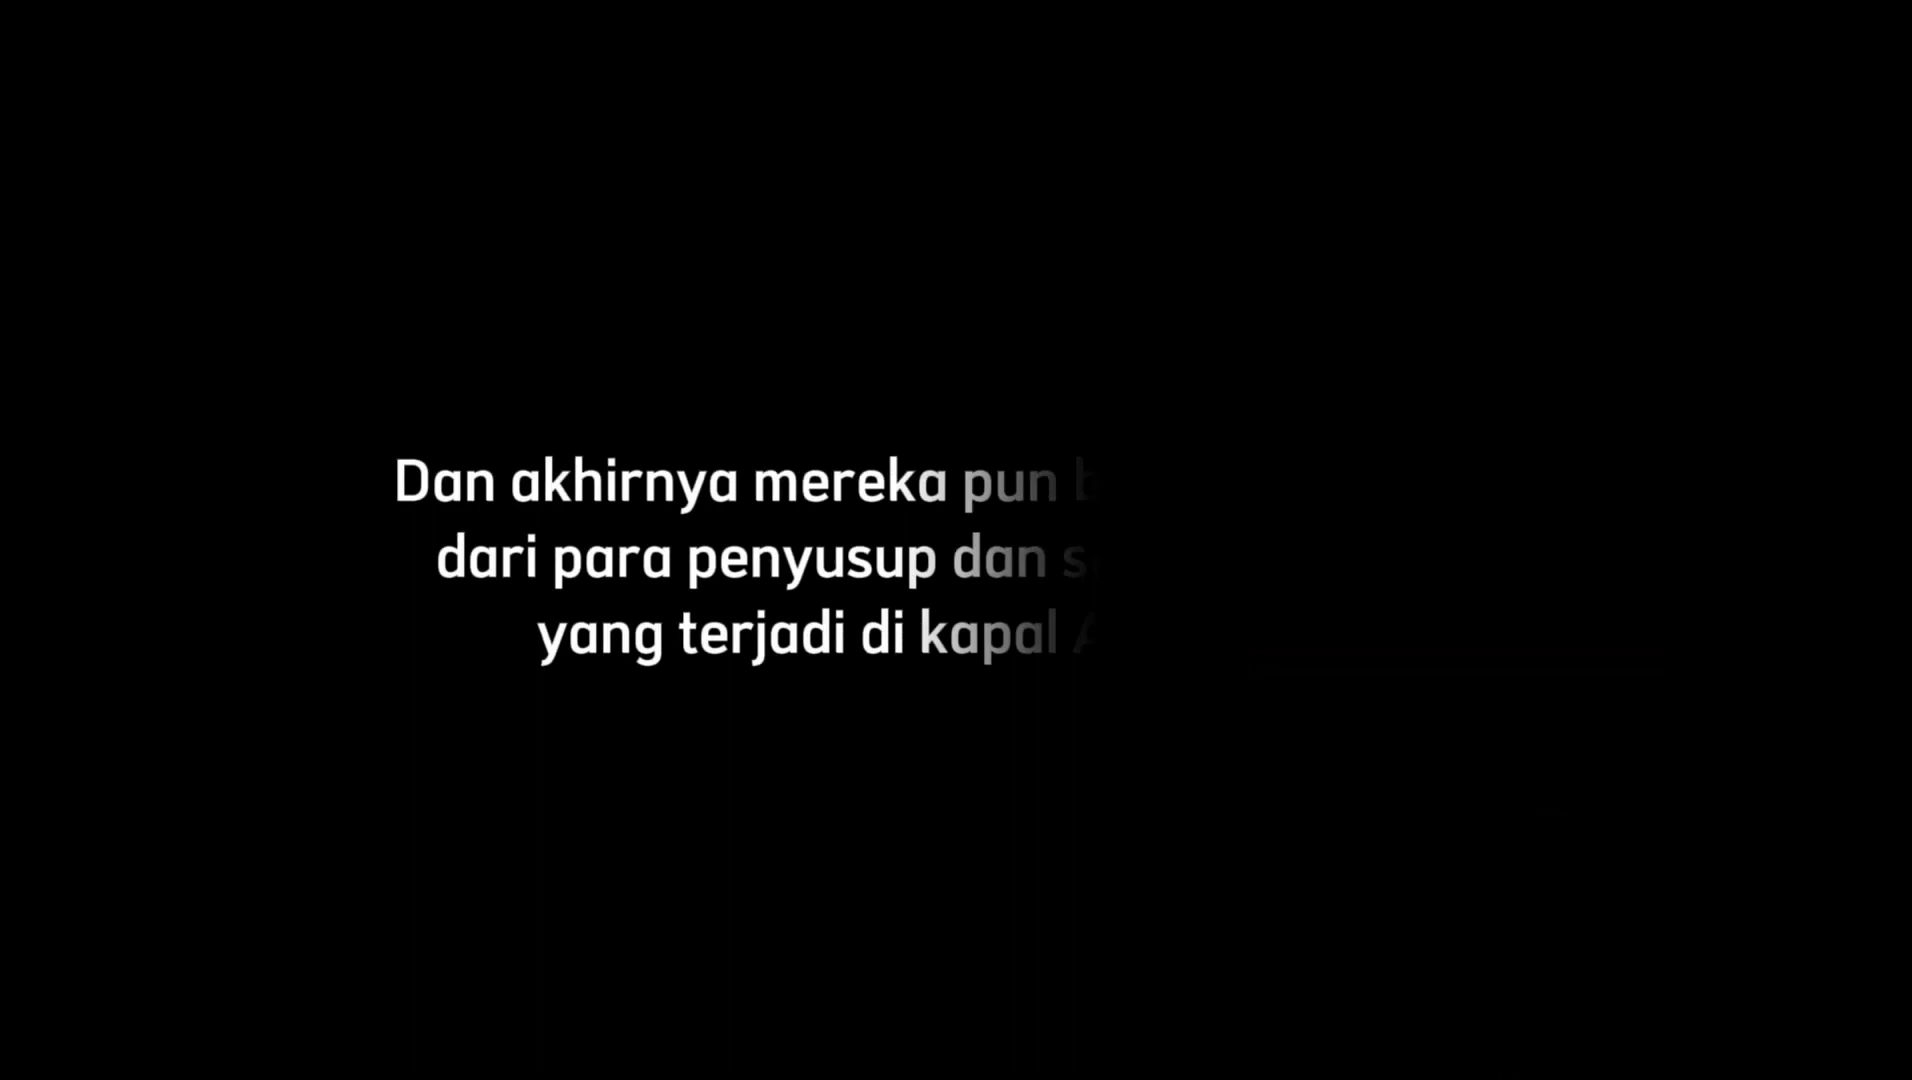 Dan akhirnya mereka pun
dari para penyusup dan
yang terjadi di kapal